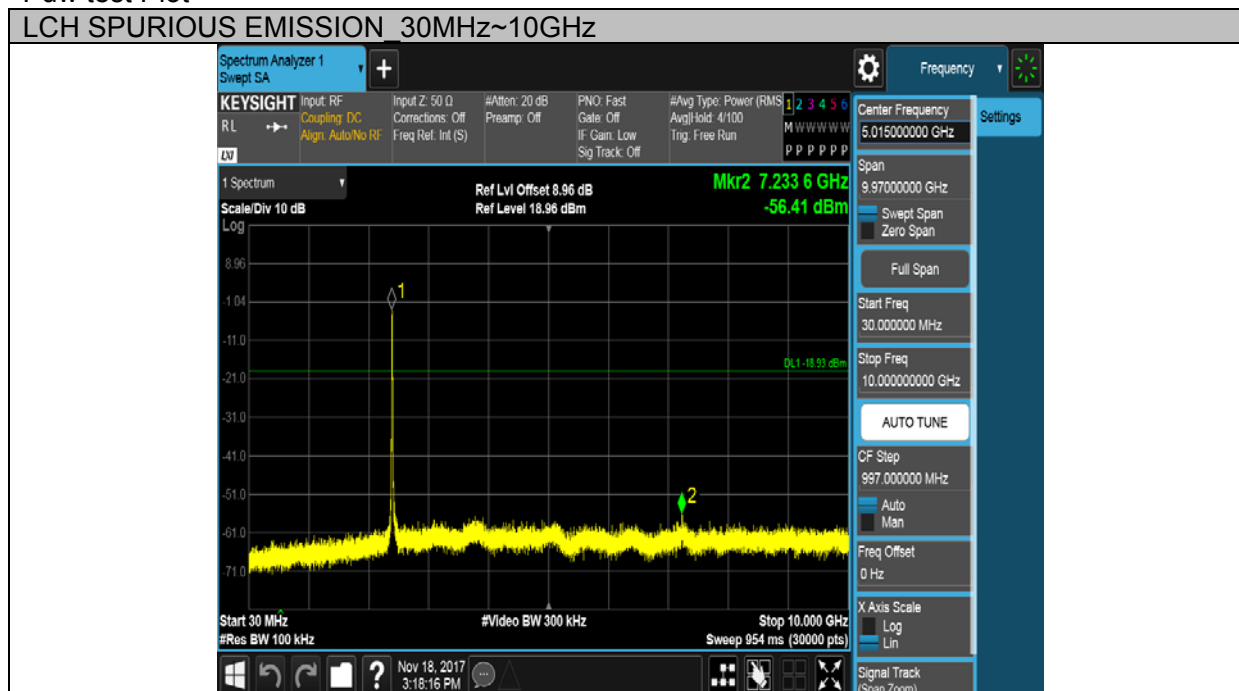 LCH SPURIOUS EMISSION_30MHz~10GHz
Spectrum Analyzer 1
Swept SA
+
Frequency
KEYSIGHT
RL
LXI
Input: RF
Coupling: DC
Align: Auto/No RF
Input Z: 50 Ω
Corrections: Off
Freq Ref: Int (S)
#Atten: 20 dB
Preamp: Off
PNO: Fast
Gate: Off
IF Gain: Low
Sig Track: Off
#Avg Type: Power (RMS
Avg|Hold: 4/100
Trig: Free Run
1 2 3 4 5 6
M W W W W W
P P P P P P
1 Spectrum
Scale/Div 10 dB
Ref Lvl Offset 8.96 dB
Ref Level 18.96 dBm
Mkr2 7.233 6 GHz
-56.41 dBm
Log
8.96
-1.04
-11.0
-21.0
-31.0
-41.0
-51.0
-61.0
-71.0
1
DL1 -18.93 dBm
2
Start 30 MHz
#Res BW 100 kHz
#Video BW 300 kHz
Stop 10.000 GHz
Sweep 954 ms (30000 pts)
?
Nov 18, 2017
3:18:16 PM
Center Frequency
5.015000000 GHz
Settings
Span
9.97000000 GHz
Swept Span
Zero Span
Full Span
Start Freq
30.000000 MHz
Stop Freq
10.000000000 GHz
AUTO TUNE
CF Step
997.000000 MHz
Auto
Man
Freq Offset
0 Hz
X Axis Scale
Log
Lin
Signal Track
(Span Zoom)